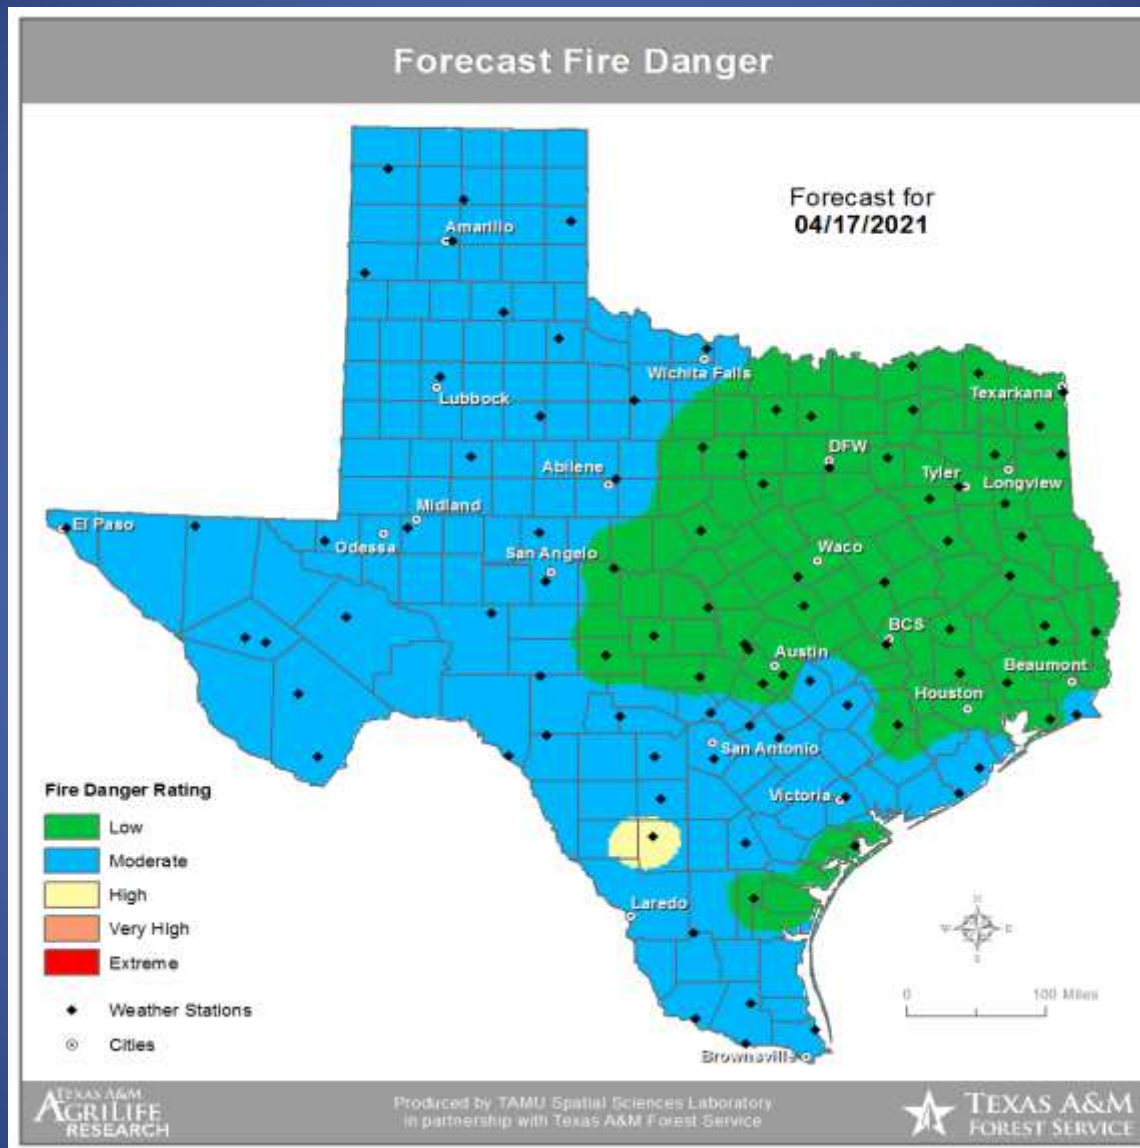 Forecast Fire Danger
Forecast for
04/17/2021
Amarillo
Wichita Falls
Texarkana
Lubbock
DFW
Abilene
Tyler
Longview
Midland
El Paso
Odessa
San Angelo
Waco
BCS
Austin
Beaumont
Houston
San Antonio
Victoria
Laredo
Brownsville
Fire Danger Rating
Low
Moderate
High
Very High
Extreme
Weather Stations
Cities
N
W E
S
0 100 Miles
TEXAS A&M
AGRILIFE
RESEARCH
Produced by TAMU Spatial Sciences Laboratory
in partnership with Texas A&M Forest Service
TEXAS A&M
FOREST SERVICE